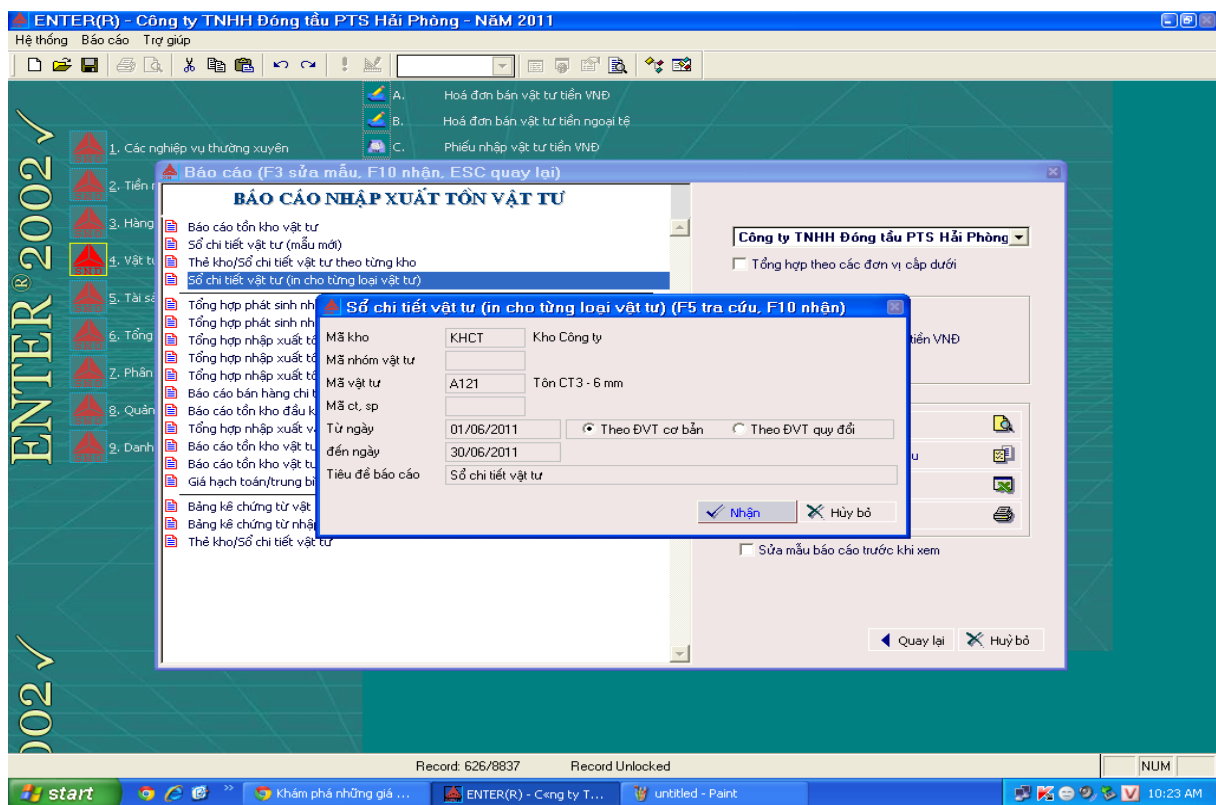 ENTER(R) - Công ty TNHH Đóng tầu PTS Hải Phòng - NăM 2011
Hệ thống Báo cáo Trợ giúp
A. Hoá đơn bán vật tư tiền VNĐ
B. Hoá đơn bán vật tư tiền ngoại tệ
C. Phiếu nhập vật tư tiền VNĐ
ENTER®2002
1. Các nghiệp vụ thường xuyên
2. Tiền
3. Hàng
4. Vật
5. Tài
6. Tổng
7. Phân
8. Quản
9. Danh
002
Báo cáo (F3 sửa mẫu, F10 nhận, ESC quay lại)
BÁO CÁO NHẬP XUẤT TỒN VẬT TƯ
Báo cáo tồn kho vật tư
Sổ chi tiết vật tư (mẫu mới)
Thẻ kho/Sổ chi tiết vật tư theo từng kho
Sổ chi tiết vật tư (in cho từng loại vật tư)
Tổng hợp phát sinh
Tổng hợp phát sinh
Tổng hợp nhập xuất
Tổng hợp nhập xuất
Tổng hợp nhập xuất
Báo cáo bán hàng chi
Báo cáo tồn kho đầu
Tổng hợp nhập xuất
Báo cáo tồn kho vật
Báo cáo tồn kho vật
Giá hạch toán/trung
Bảng kê chứng từ vật
Bảng kê chứng từ
Thẻ kho/Sổ chi tiết vật tư
Công ty TNHH Đóng tầu PTS Hải Phòng
Tổng hợp theo các đơn vị cấp dưới
tiền VNĐ
Sửa mẫu báo cáo trước khi xem
Quay lại Huỷ bỏ
Sổ chi tiết vật tư (in cho từng loại vật tư) (F5 tra cứu, F10 nhận)
Mã kho KHCT Kho Công ty
Mã nhóm vật tư
Mã vật tư A121 Tôn CT3 - 6 mm
Mã ct, sp
Từ ngày 01/06/2011 Theo ĐVT cơ bản Theo ĐVT quy đổi
đến ngày 30/06/2011
Tiêu đề báo cáo Sổ chi tiết vật tư
Nhận Hủy bỏ
Record: 626/8837 Record Unlocked NUM
start Khám phá những giá ... ENTER(R) - C«ng ty T... untitled - Paint 10:23 AM